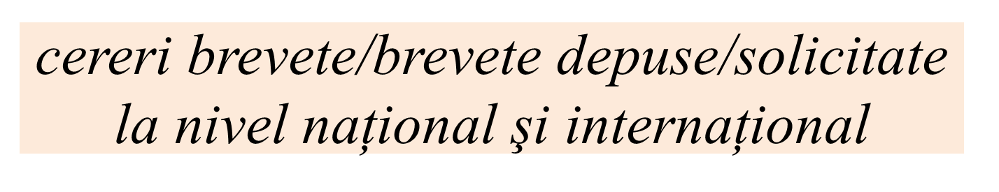 cereri brevete/brevete depuse/solicitate
la nivel național şi internațional